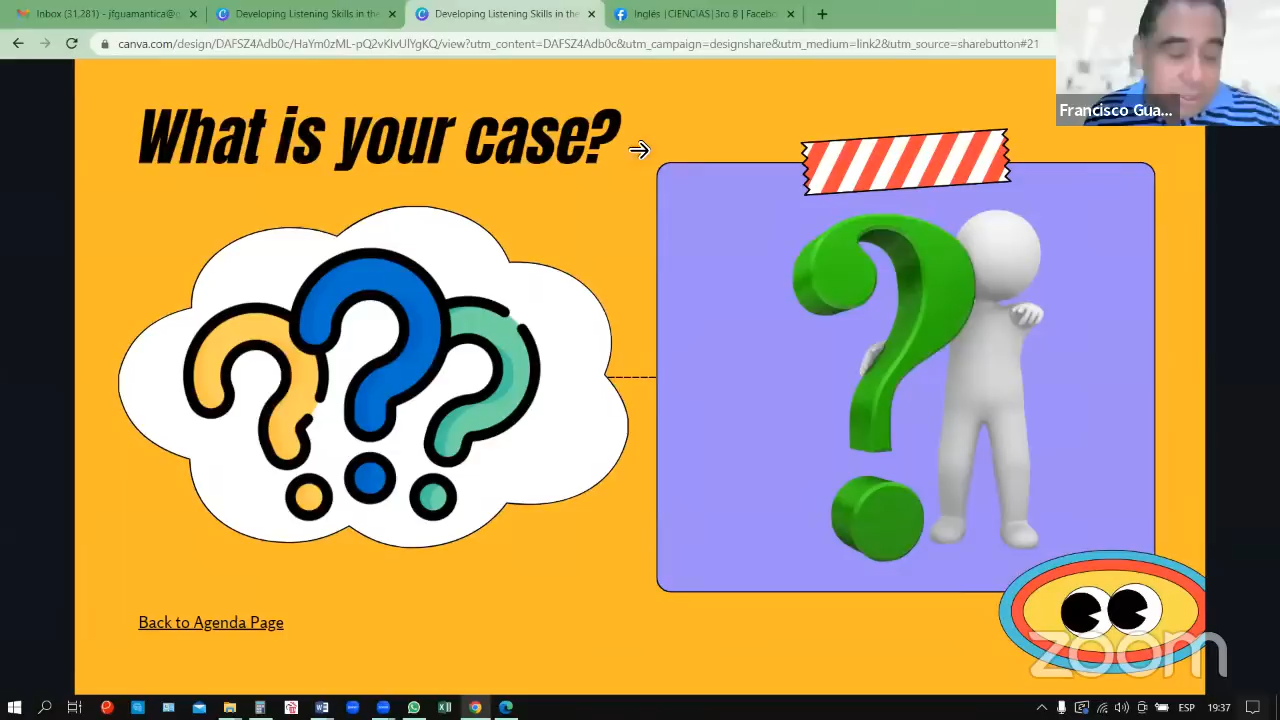 Inbox (31,281) - jfguamantica@
Developing Listening Skills in the
Developing Listening Skills in the
Inglés |CIENCIAS|3ro B | Facebo
canva.com/design/DAFSZ4Adb0c/HaYm0zML-pQ2vKlvUlYgKQ/view?utm_content=DAFSZ4Adb0c&utm_campaign=designshare&utm_medium=link2&utm_source=sharebutton#21
Francisco Gua...
What is your case?
Back to Agenda Page
zoom
ESP
19:37